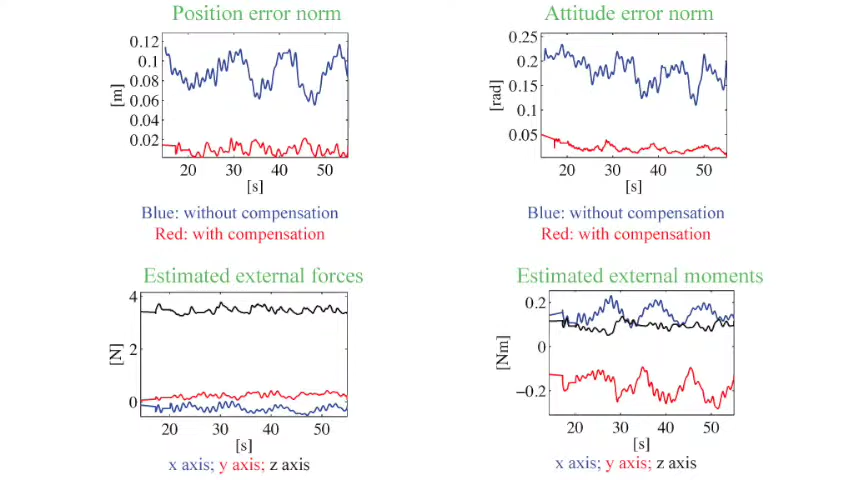 Position error norm
0.12
0.1
0.08
0.06
0.04
0.02
[m]
20 30 40 50
[s]
Blue: without compensation
Red: with compensation
Attitude error norm
0.25
0.2
0.15
0.1
0.05
[rad]
20 30 40 50
[s]
Blue: without compensation
Red: with compensation
Estimated external forces
4
2
0
[N]
20 30 40 50
[s]
x axis; y axis; z axis
Estimated external moments
0.2
0
−0.2
[Nm]
20 30 40 50
[s]
x axis; y axis; z axis